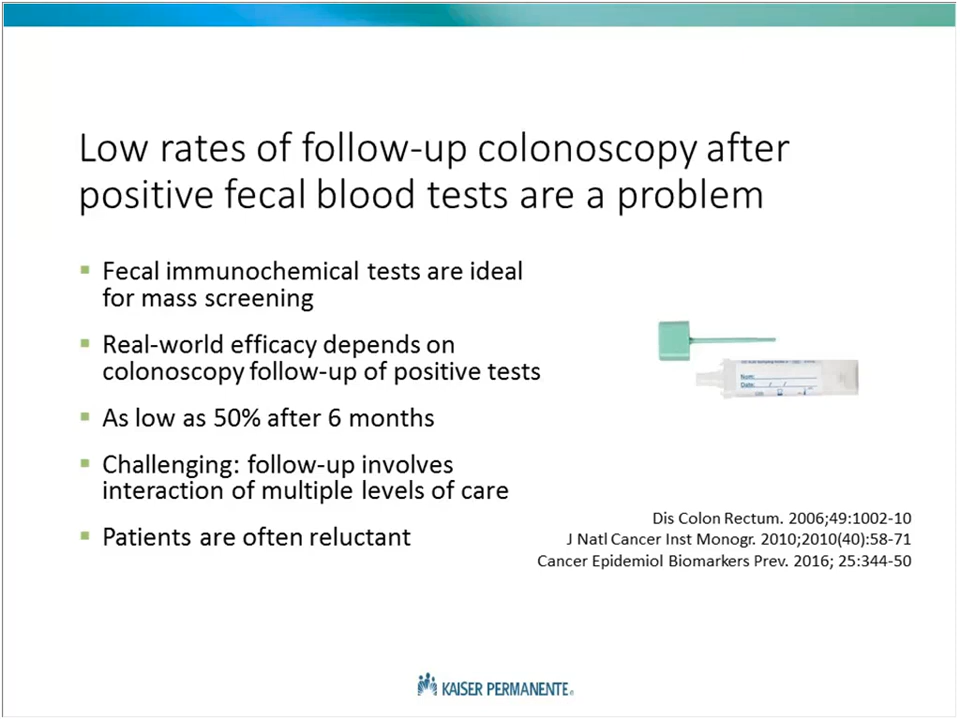 Low rates of follow-up colonoscopy after
positive fecal blood tests are a problem
Fecal immunochemical tests are ideal
for mass screening
Real-world efficacy depends on
colonoscopy follow-up of positive tests
As low as 50% after 6 months
Challenging: follow-up involves
interaction of multiple levels of care
Patients are often reluctant
Name:
Date: / /
Dis Colon Rectum. 2006;49:1002-10
J Natl Cancer Inst Monogr. 2010;2010(40):58-71
Cancer Epidemiol Biomarkers Prev. 2016; 25:344-50
KAISER PERMANENTE®